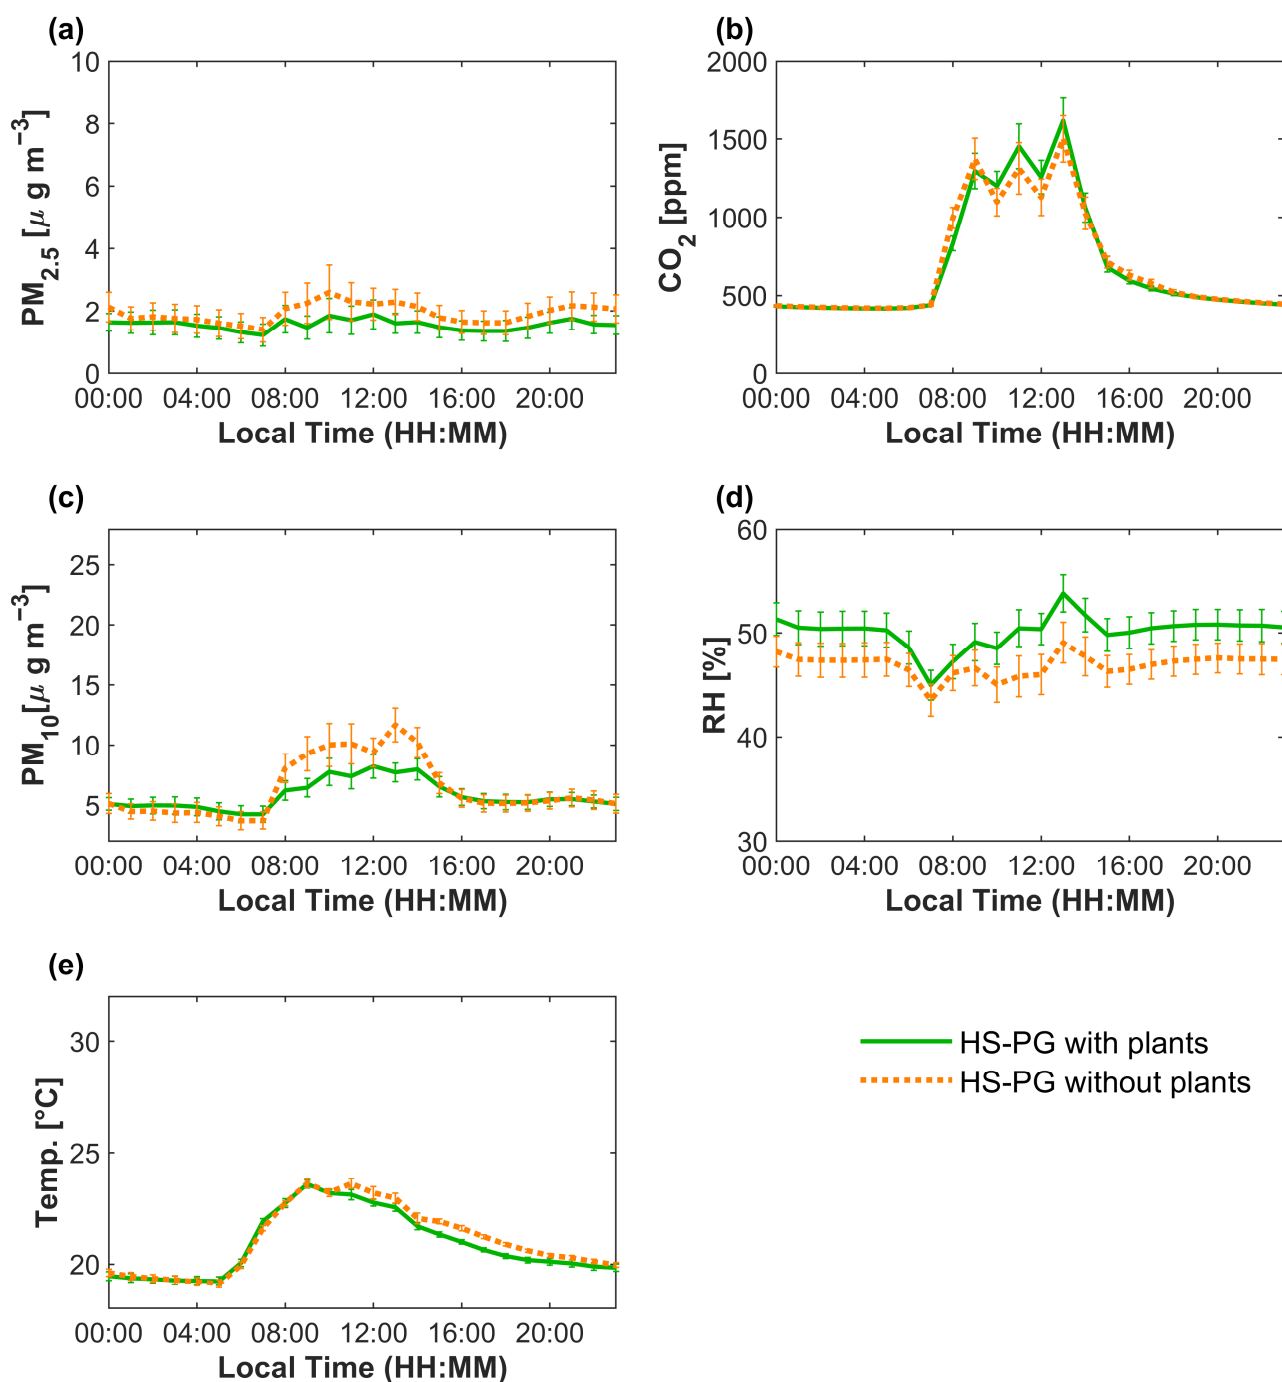 (a)
10
8
6
4
2
0
PM2.5 [μ g m−3]
00:00 04:00 08:00 12:00 16:00 20:00
Local Time (HH:MM)
(b)
2000
1500
1000
500
0
CO2 [ppm]
00:00 04:00 08:00 12:00 16:00 20:00
Local Time (HH:MM)
(c)
25
20
15
10
5
PM10[μ g m−3]
00:00 04:00 08:00 12:00 16:00 20:00
Local Time (HH:MM)
(d)
60
50
40
30
RH [%]
00:00 04:00 08:00 12:00 16:00 20:00
Local Time (HH:MM)
(e)
30
25
20
Temp. [°C]
00:00 04:00 08:00 12:00 16:00 20:00
Local Time (HH:MM)
HS-PG with plants
HS-PG without plants